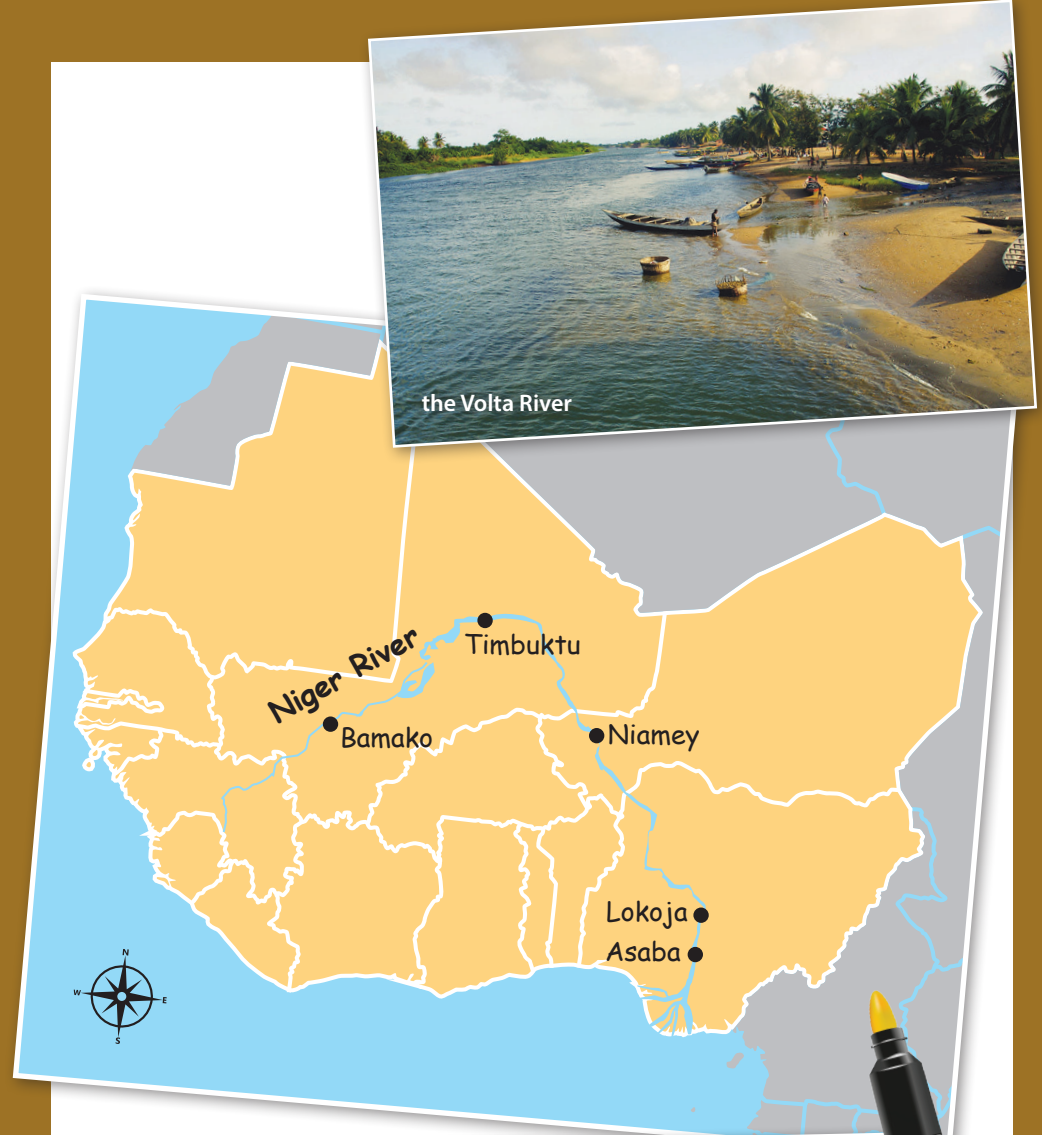 the Volta River
Niger River
Timbuktu
Bamako
Niamey
Lokoja
Asaba
N
W
E
S